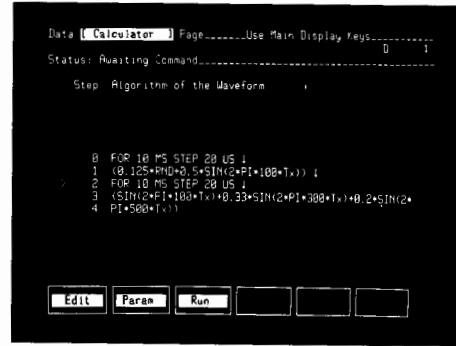 Data [ Calculator ] Page_______Use Main Display Keys___________
D 1
Status: Awaiting Command___________________________
Step Algorithm of the Waveform
0 FOR 10 MS STEP 20 US ↓
1 (0.125*RND+0.5*SIN(2*PI*100*Tx)) ↓
> 2 FOR 10 MS STEP 20 US ↓
3 (SIN(2*PI*100*Tx)+0.33*SIN(2*PI*300*Tx)+0.2*SIN(2*
4 PI*500*Tx))
Edit Param Run